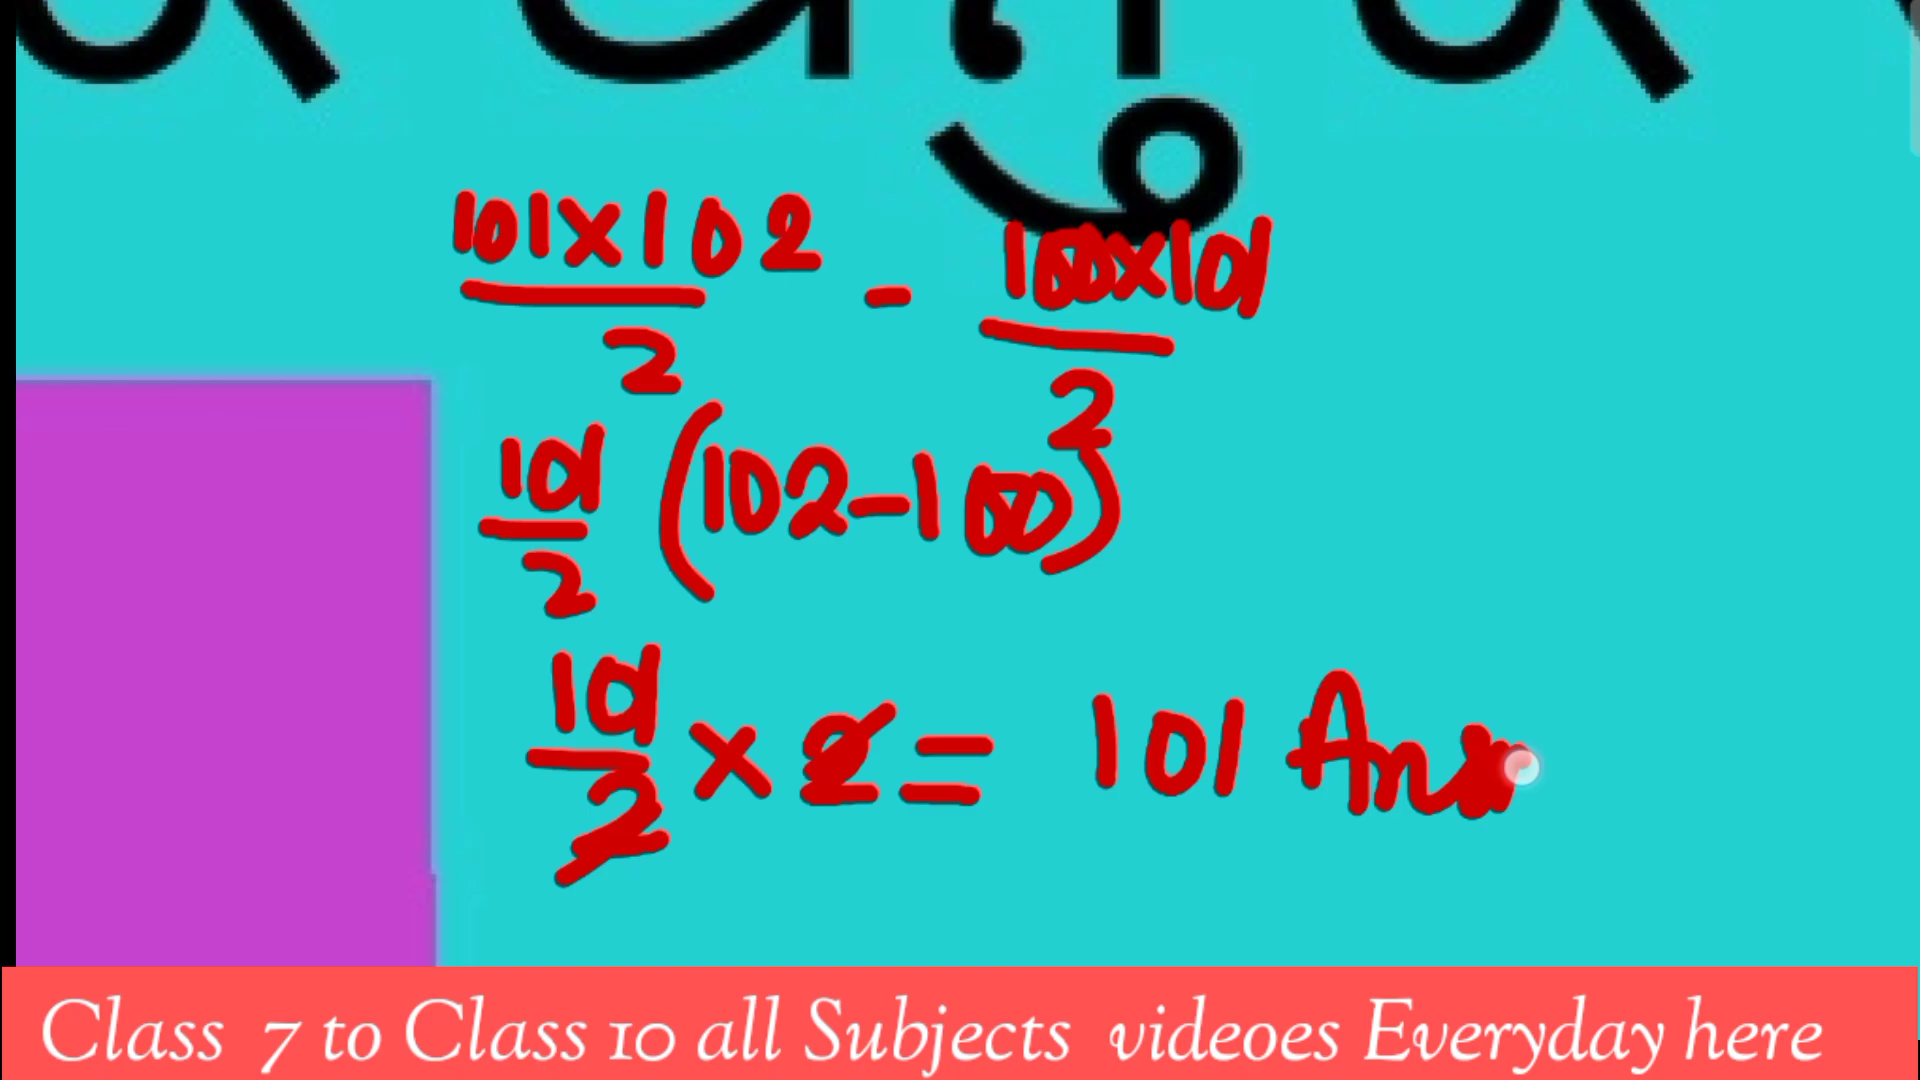 101×102/2 - 100×101/2
101/2 (102-100)
101/2 × 2 = 101 Ans
Class 7 to Class 10 all Subjects videoes Everyday here